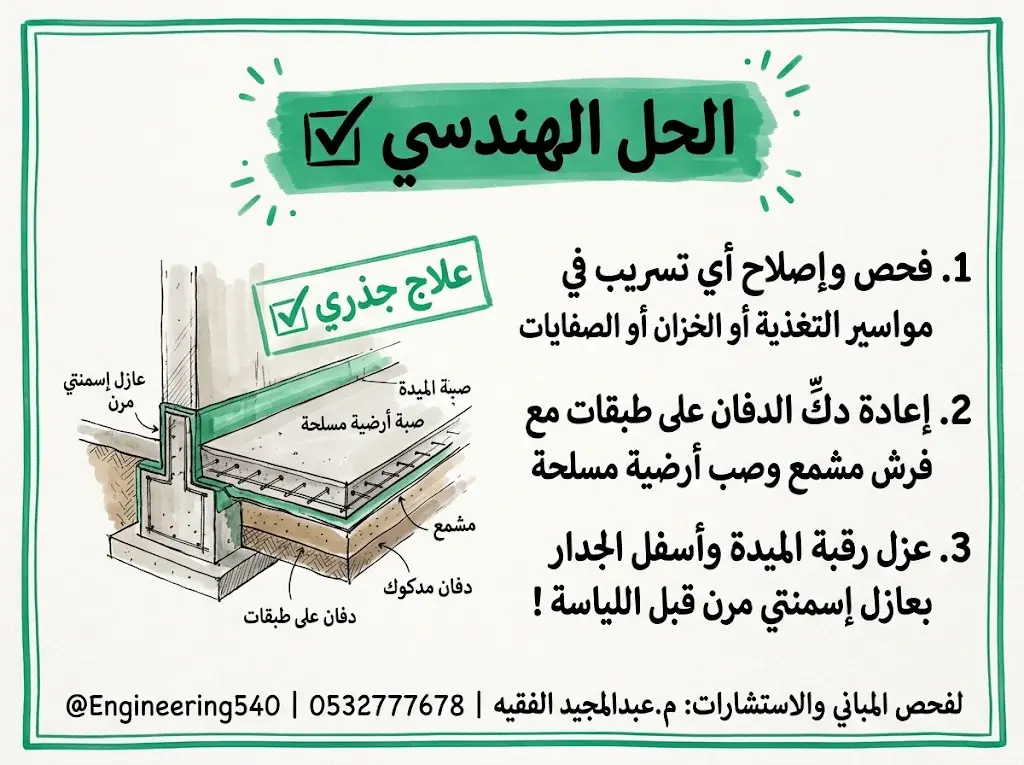 الحل الهندسي
1. فحص وإصلاح أي تسريب في
مواسير التغذية أو الخزان أو الصفايات
2. إعادة دكِّ الدفان على طبقات مع
فرش مشمع وصب أرضية مسلحة
3. عزل رقبة الميدة وأسفل الجدار
بعازل إسمنتي مرن قبل اللياسة !
علاج جذري
عازل إسمنتي
مرن
صبة الميدة
صبة أرضية مسلحة
مشمع
دفان مدكوك
دفان على طبقات
لفحص المباني والاستشارات: م.عبدالمجيد الفقيه | 0532777678 | @Engineering540